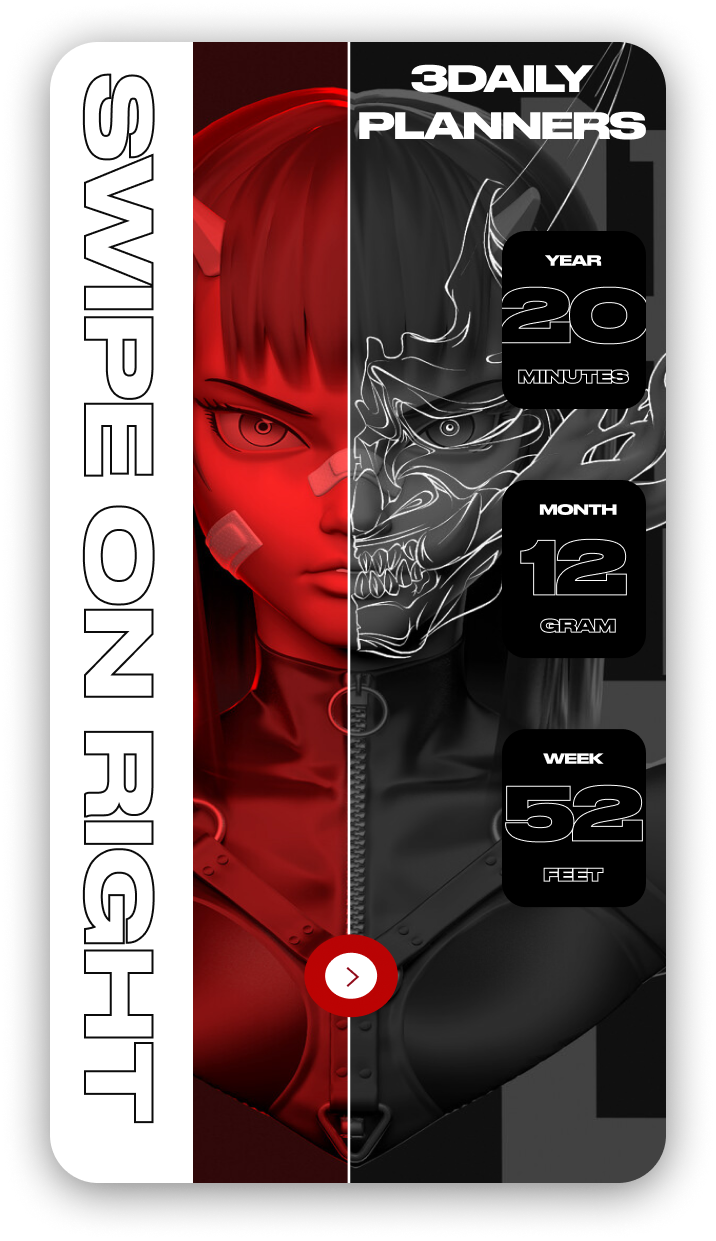 SWIPE ON RIGHT
3DAILY
PLANNERS
YEAR
20
MINUTES
MONTH
12
GRAM
WEEK
52
FEET